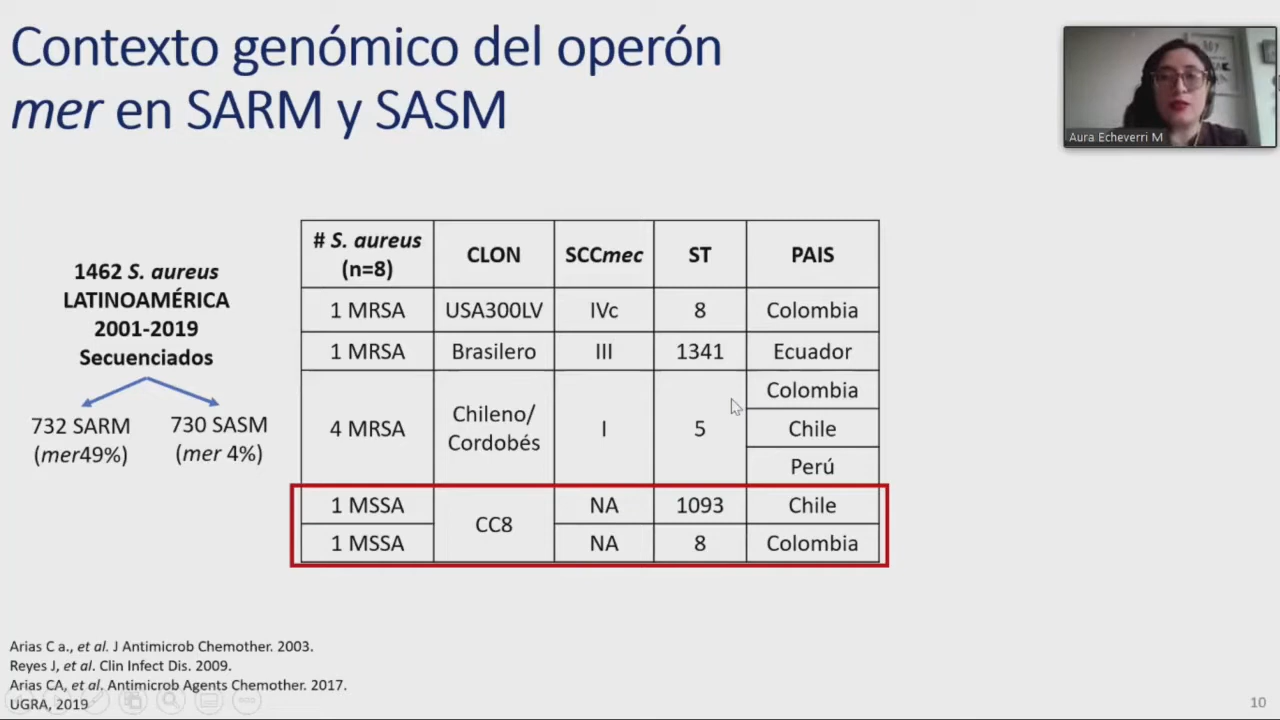 Contexto genómico del operón
mer en SARM y SASM
Aura Echeverri M
1462 S. aureus
LATINOAMÉRICA
2001-2019
Secuenciados
732 SARM
(mer49%)
730 SASM
(mer 4%)
# S. aureus
(n=8)
CLON
SCCmec
ST
PAIS
1 MRSA
USA300LV
IVc
8
Colombia
1 MRSA
Brasilero
III
1341
Ecuador
4 MRSA
Chileno/
Cordobés
I
5
Colombia
Chile
Perú
1 MSSA
CC8
NA
1093
Chile
1 MSSA
NA
8
Colombia
Arias C a., et al. J Antimicrob Chemother. 2003.
Reyes J, et al. Clin Infect Dis. 2009.
Arias CA, et al. Antimicrob Agents Chemother. 2017.
UGRA, 2019
10